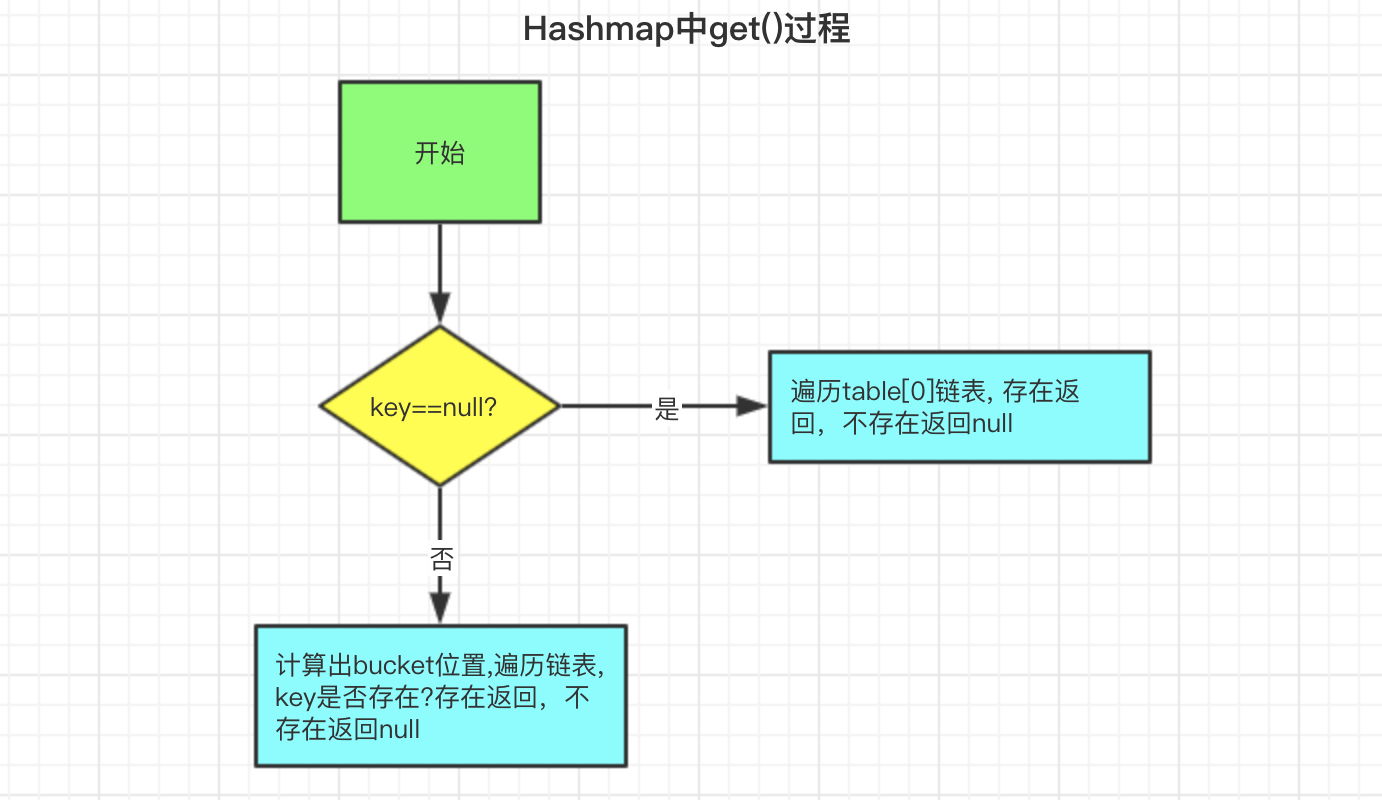 Hashmap中get()过程
开始
key==null?
是
遍历table[0]链表, 存在返
回，不存在返回null
否
计算出bucket位置,遍历链表,
key是否存在?存在返回，不
存在返回null